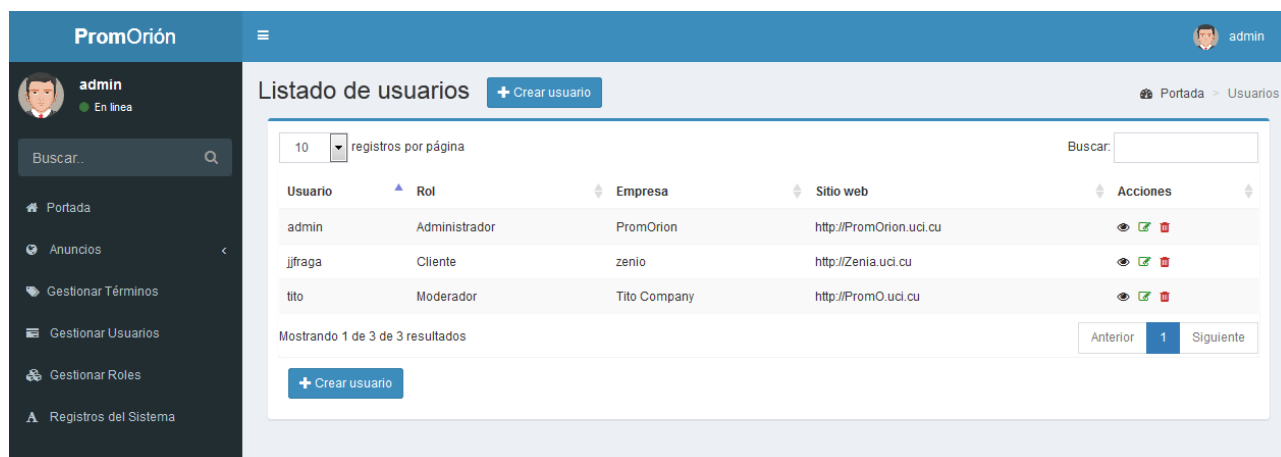 PromOrión
admin
admin
En linea
Buscar..
Portada
Anuncios
Gestionar Términos
Gestionar Usuarios
Gestionar Roles
Registros del Sistema
Listado de usuarios
Crear usuario
Portada > Usuarios
10 registros por página
Buscar:
Usuario Rol Empresa Sitio web Acciones
admin Administrador PromOrion http://PromOrion.uci.cu
jjfraga Cliente zenio http://Zenia.uci.cu
tito Moderador Tito Company http://PromO.uci.cu
Mostrando 1 de 3 de 3 resultados
Anterior 1 Siguiente
Crear usuario